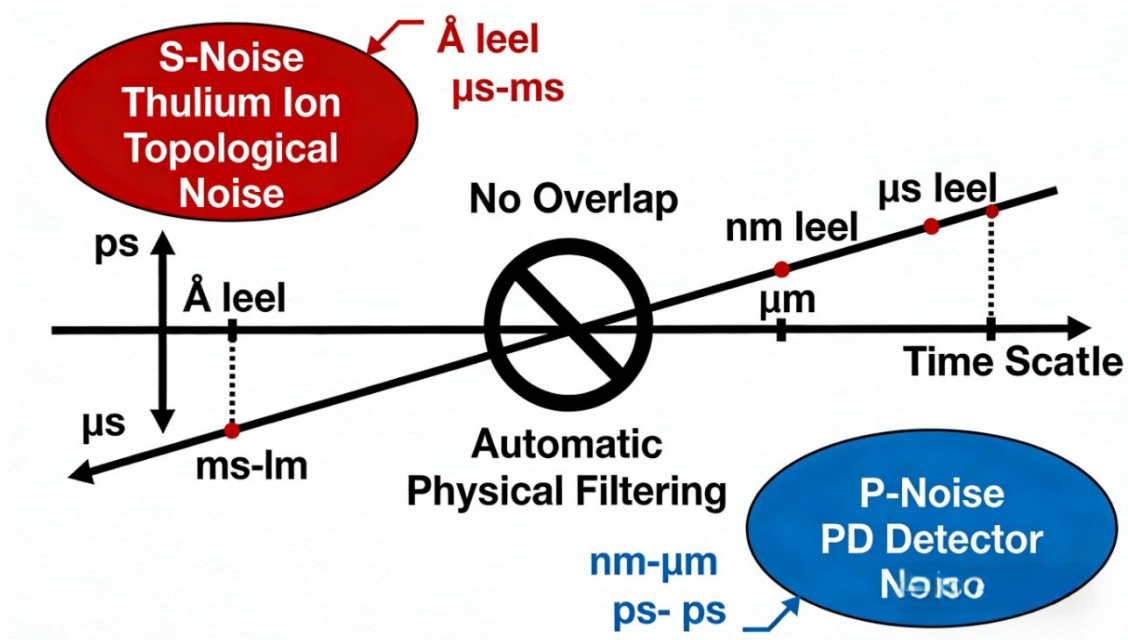 S-Noise
Thulium Ion
Topological
Noise
Å leel
µs-ms
No Overlap
µs leel
nm leel
ps
Å leel
µm
Time Scatle
µs
ms-lm
Automatic
Physical Filtering
P-Noise
PD Detector
nm-µm
ps- ps